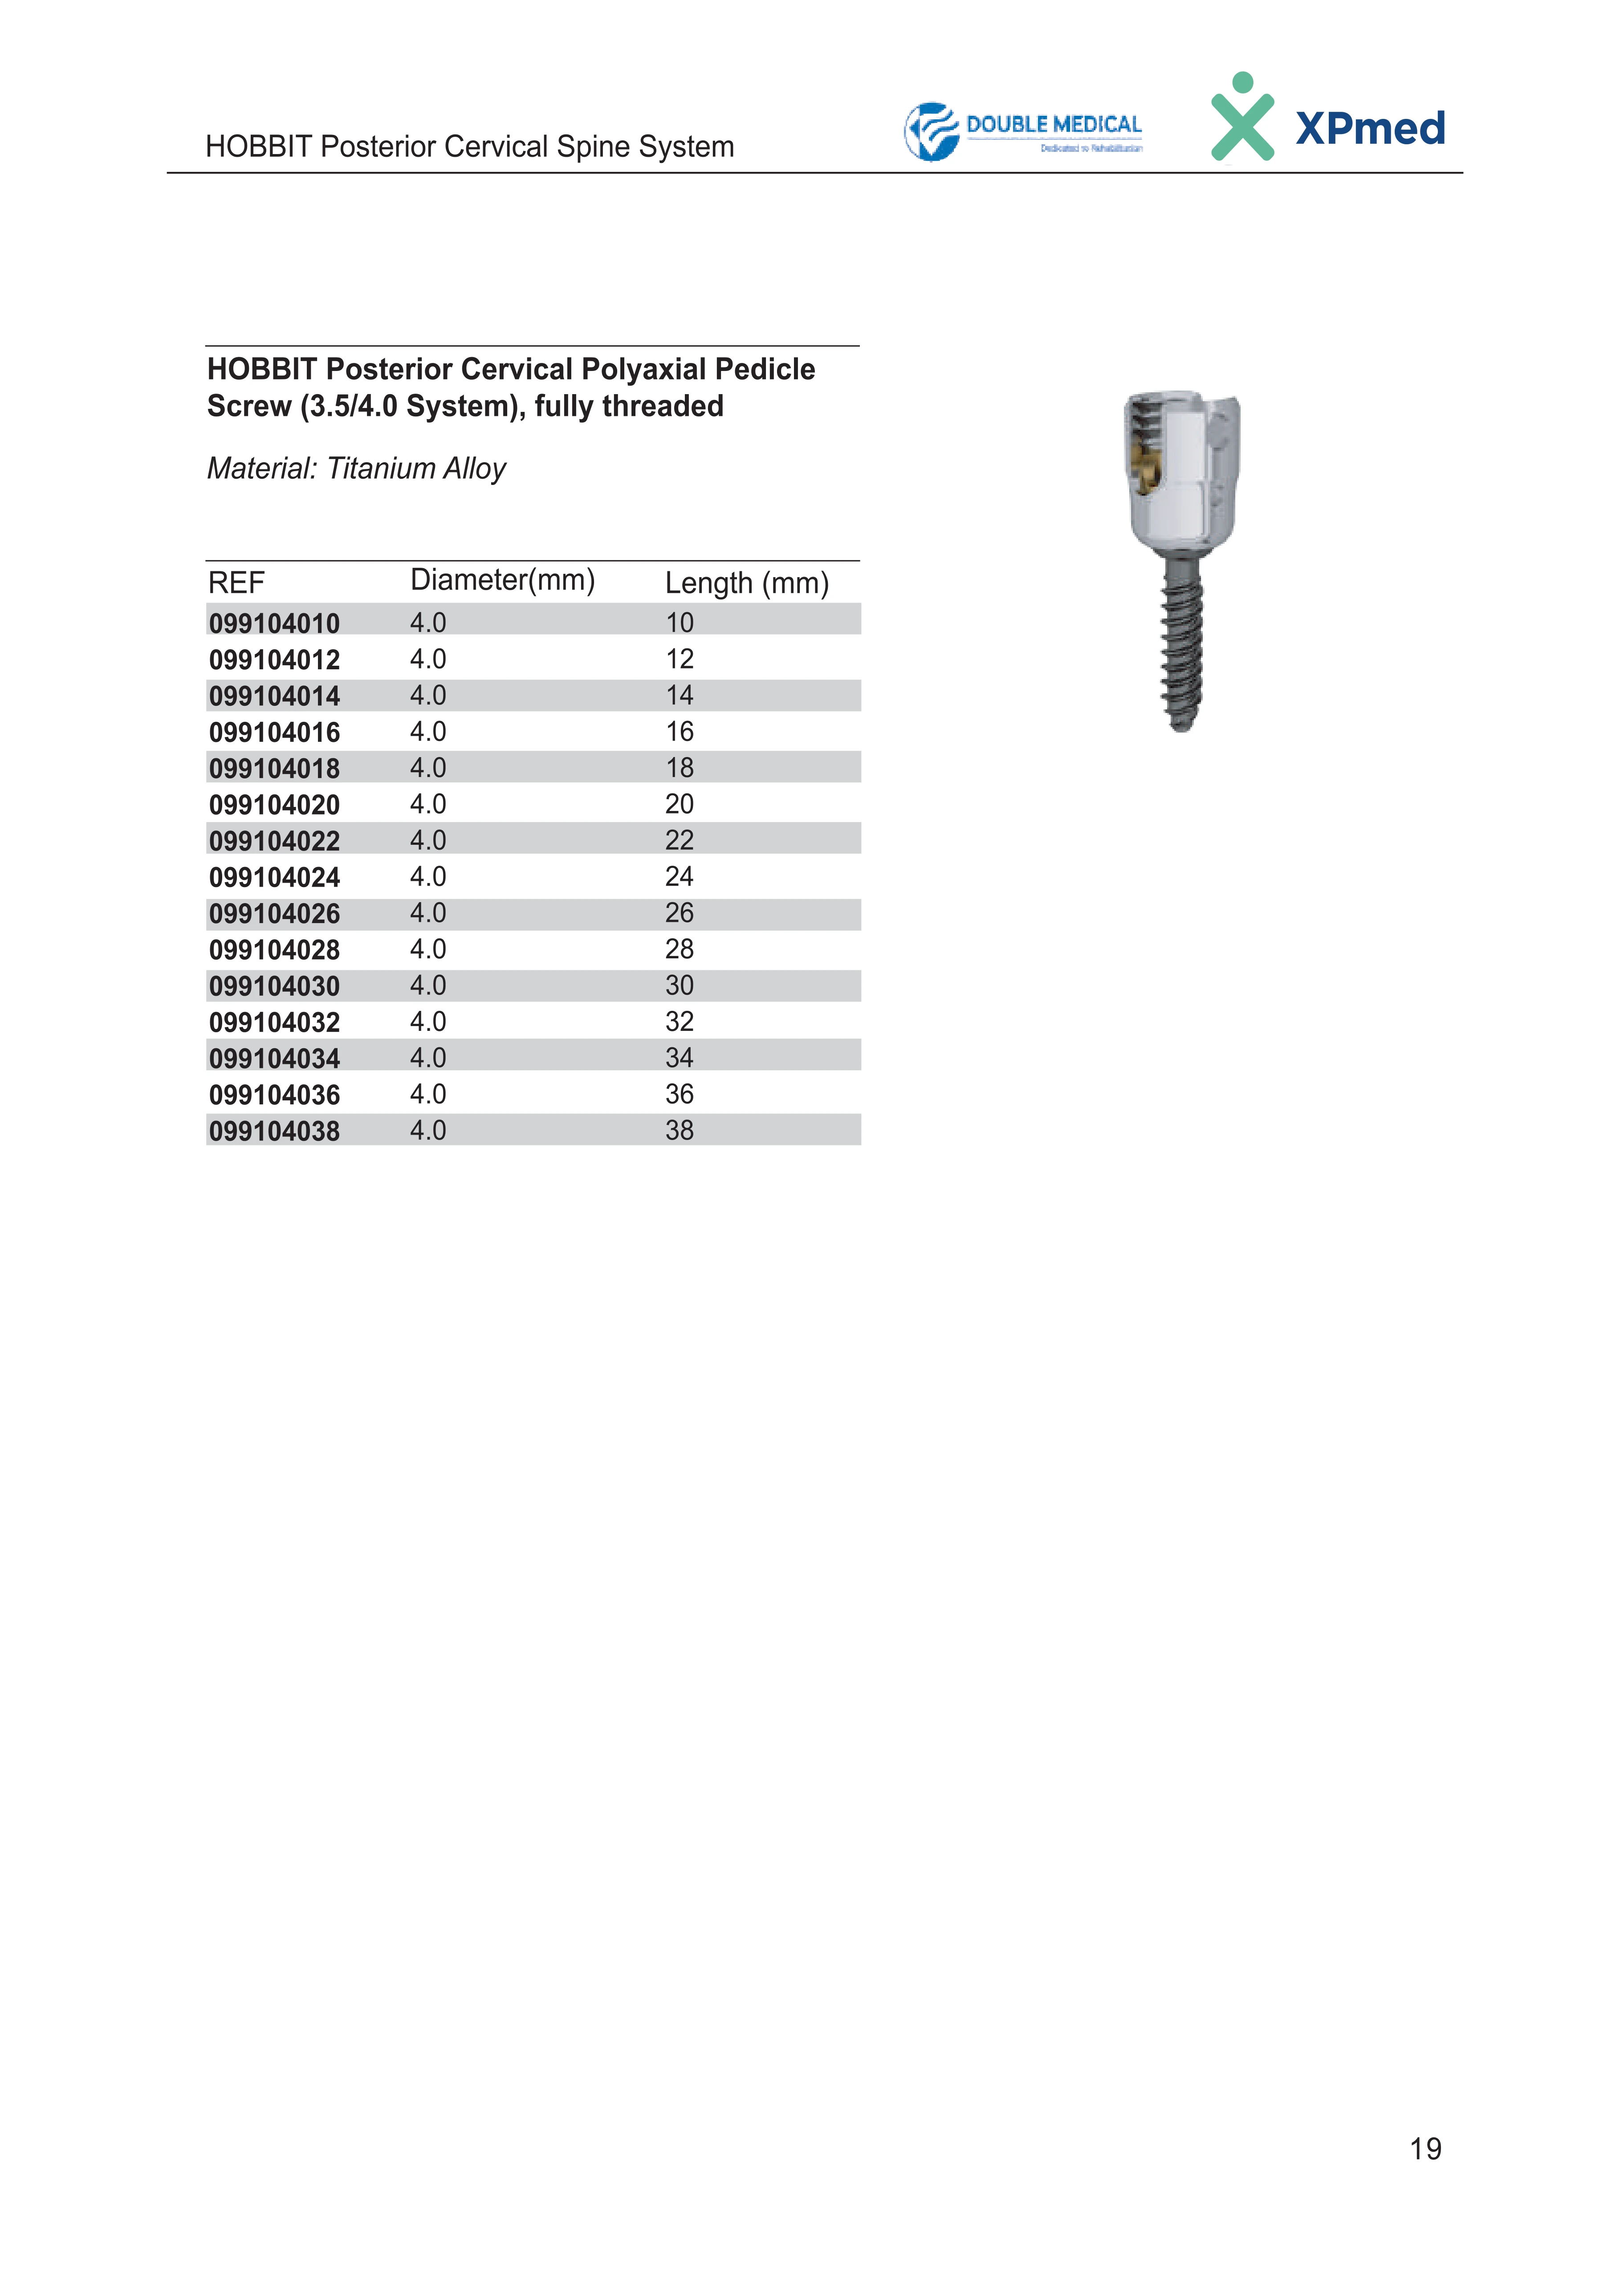 HOBBIT Posterior Cervical Spine System
DOUBLE MEDICAL
Dedicated to Rehabilitation
XPmed
HOBBIT Posterior Cervical Polyaxial Pedicle
Screw (3.5/4.0 System), fully threaded
Material: Titanium Alloy
REF Diameter(mm) Length (mm)
099104010 4.0 10
099104012 4.0 12
099104014 4.0 14
099104016 4.0 16
099104018 4.0 18
099104020 4.0 20
099104022 4.0 22
099104024 4.0 24
099104026 4.0 26
099104028 4.0 28
099104030 4.0 30
099104032 4.0 32
099104034 4.0 34
099104036 4.0 36
099104038 4.0 38
19